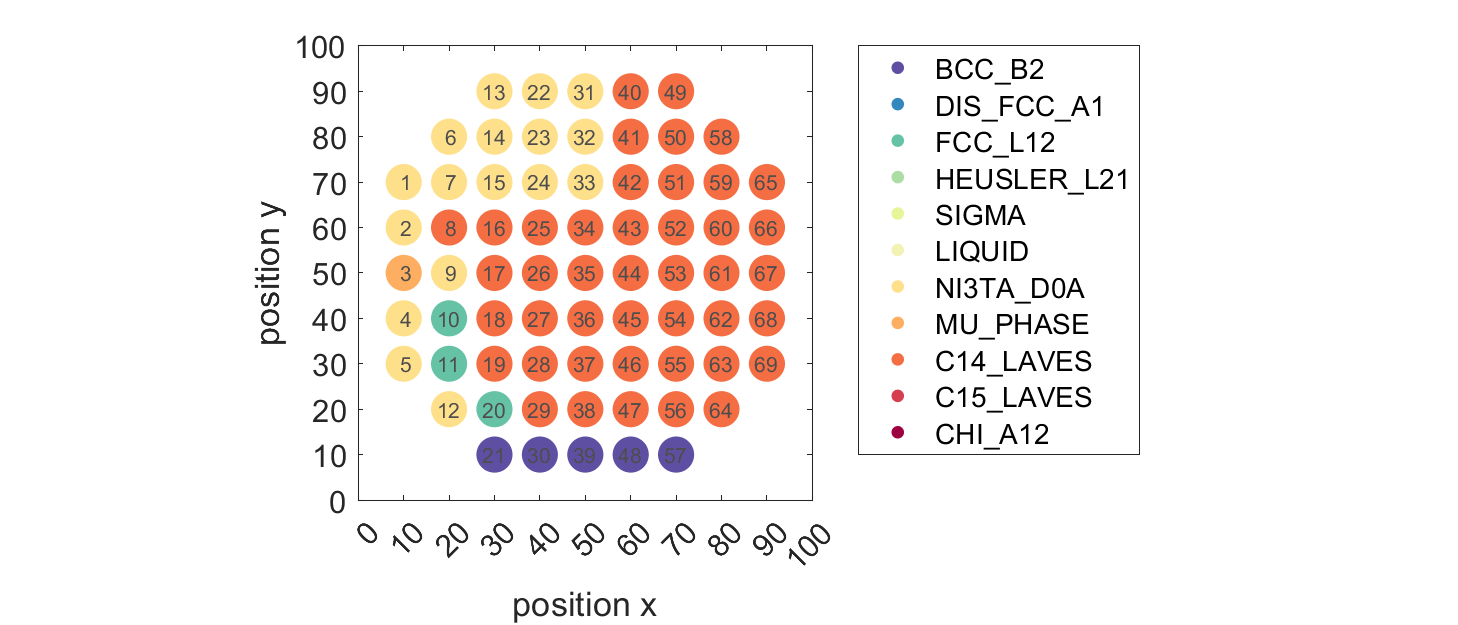 100
90
80
70
60
50
40
30
20
10
0
position y
13 22 31 40 49
6 14 23 32 41 50 58
1 7 15 24 33 42 51 59 65
2 8 16 25 34 43 52 60 66
3 9 17 26 35 44 53 61 67
4 10 18 27 36 45 54 62 68
5 11 19 28 37 46 55 63 69
12 20 29 38 47 56 64
21 30 39 48 57
0 10 20 30 40 50 60 70 80 90 100
position x
BCC_B2
DIS_FCC_A1
FCC_L12
HEUSLER_L21
SIGMA
LIQUID
NI3TA_D0A
MU_PHASE
C14_LAVES
C15_LAVES
CHI_A12